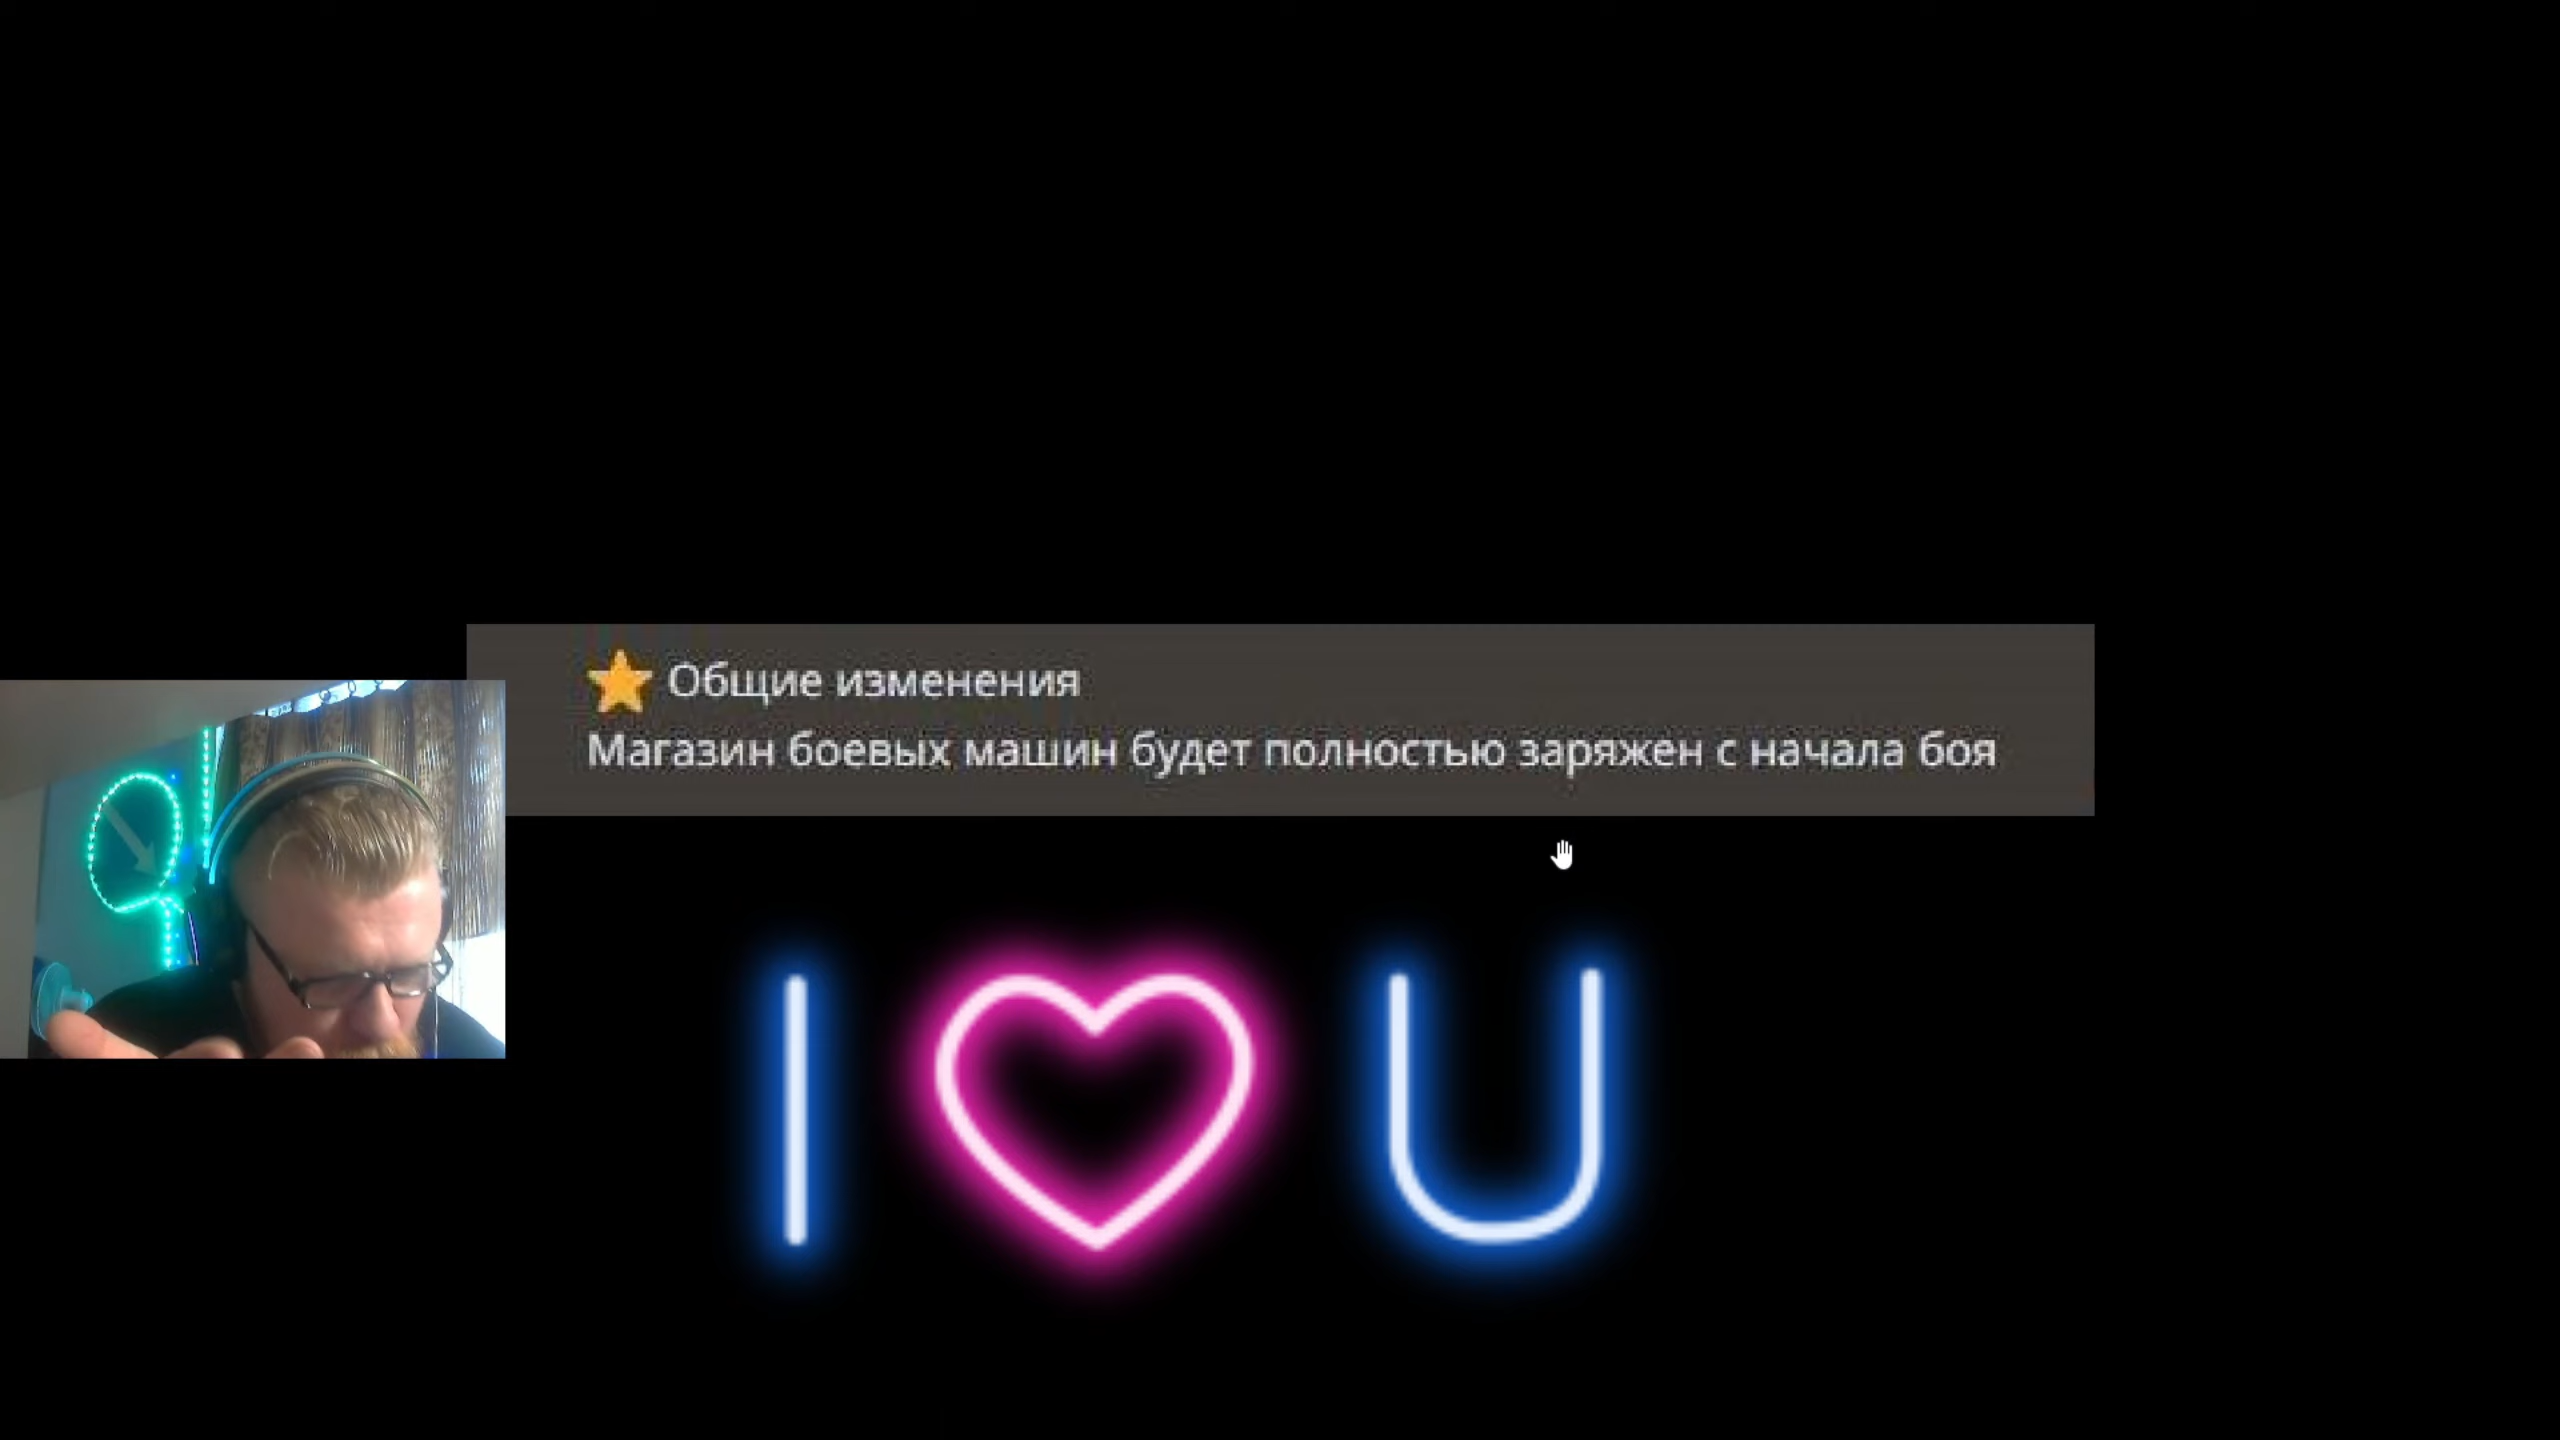 Общие изменения
Магазин боевых машин будет полностью заряжен с начала боя
I ♡ U